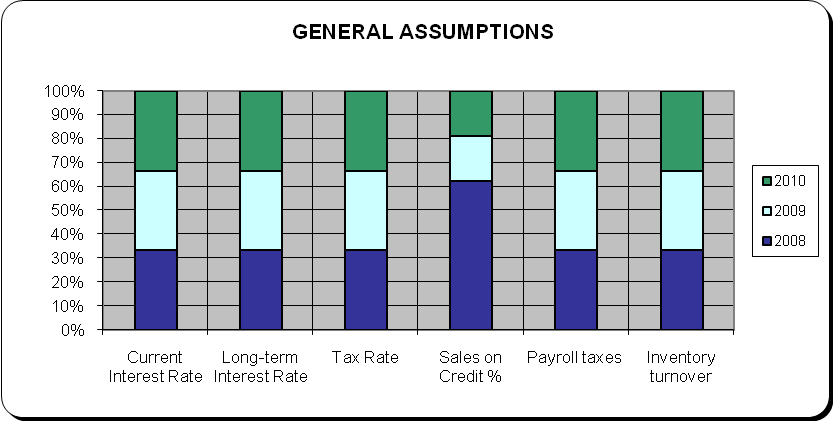 GENERAL ASSUMPTIONS
100%
90%
80%
70%
60%
50%
40%
30%
20%
10%
0%
Current
Interest Rate
Long-term
Interest Rate
Tax Rate
Sales on
Credit %
Payroll taxes
Inventory
turnover
2010
2009
2008